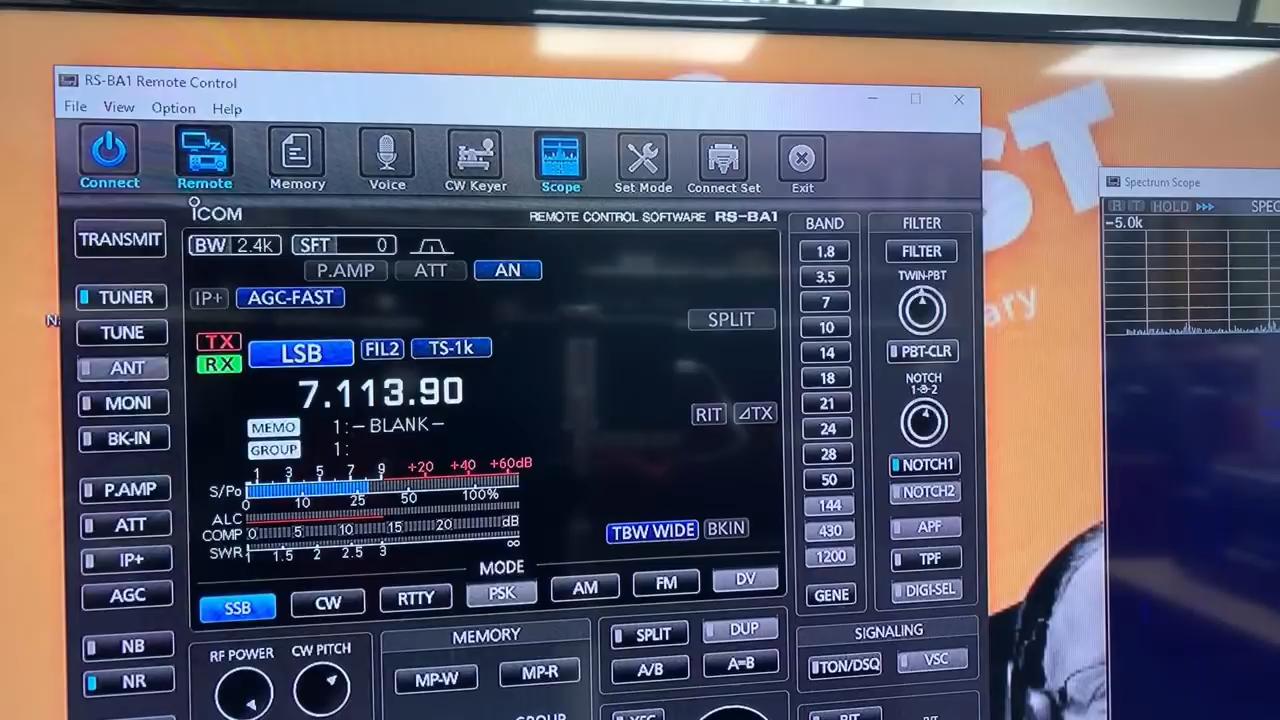 RS-BA1 Remote Control
File View Option Help
Connect Remote Memory Voice CW Keyer Scope Set Mode Connect Set Exit
ICOM REMOTE CONTROL SOFTWARE RS-BA1
TRANSMIT
TUNER
TUNE
ANT
MONI
BK-IN
P.AMP
ATT
IP+
AGC
NB
NR
BW 2.4k SFT 0
P.AMP ATT AN
IP+ AGC-FAST
SPLIT
TX
RX LSB FIL2 TS-1k
7.113.90
RIT ⊿TX
MEMO 1:-BLANK-
GROUP 1:
1 3 5 7 9 +20 +40 +60dB
S/Po
0 10 25 50 100%
ALC
COMP 0 5 10 15 20 dB
SWR 1 1.5 2 2.5 3 ∞
TBW WIDE BKIN
MODE
SSB CW RTTY PSK AM FM DV
RF POWER CW PITCH
MEMORY
MP-W MP-R
GROUP
SPLIT DUP
A/B A=B
BAND
1.8
3.5
7
10
14
18
21
24
28
50
144
430
1200
GENE
FILTER
FILTER
TWIN-PBT
PBT-CLR
NOTCH
1-2
NOTCH1
NOTCH2
APF
TPF
DIGI-SEL
SIGNALING
TON/DSQ VSC
RIT
ST
ary
Spectrum Scope
R T HOLD SPEC
-5.0k